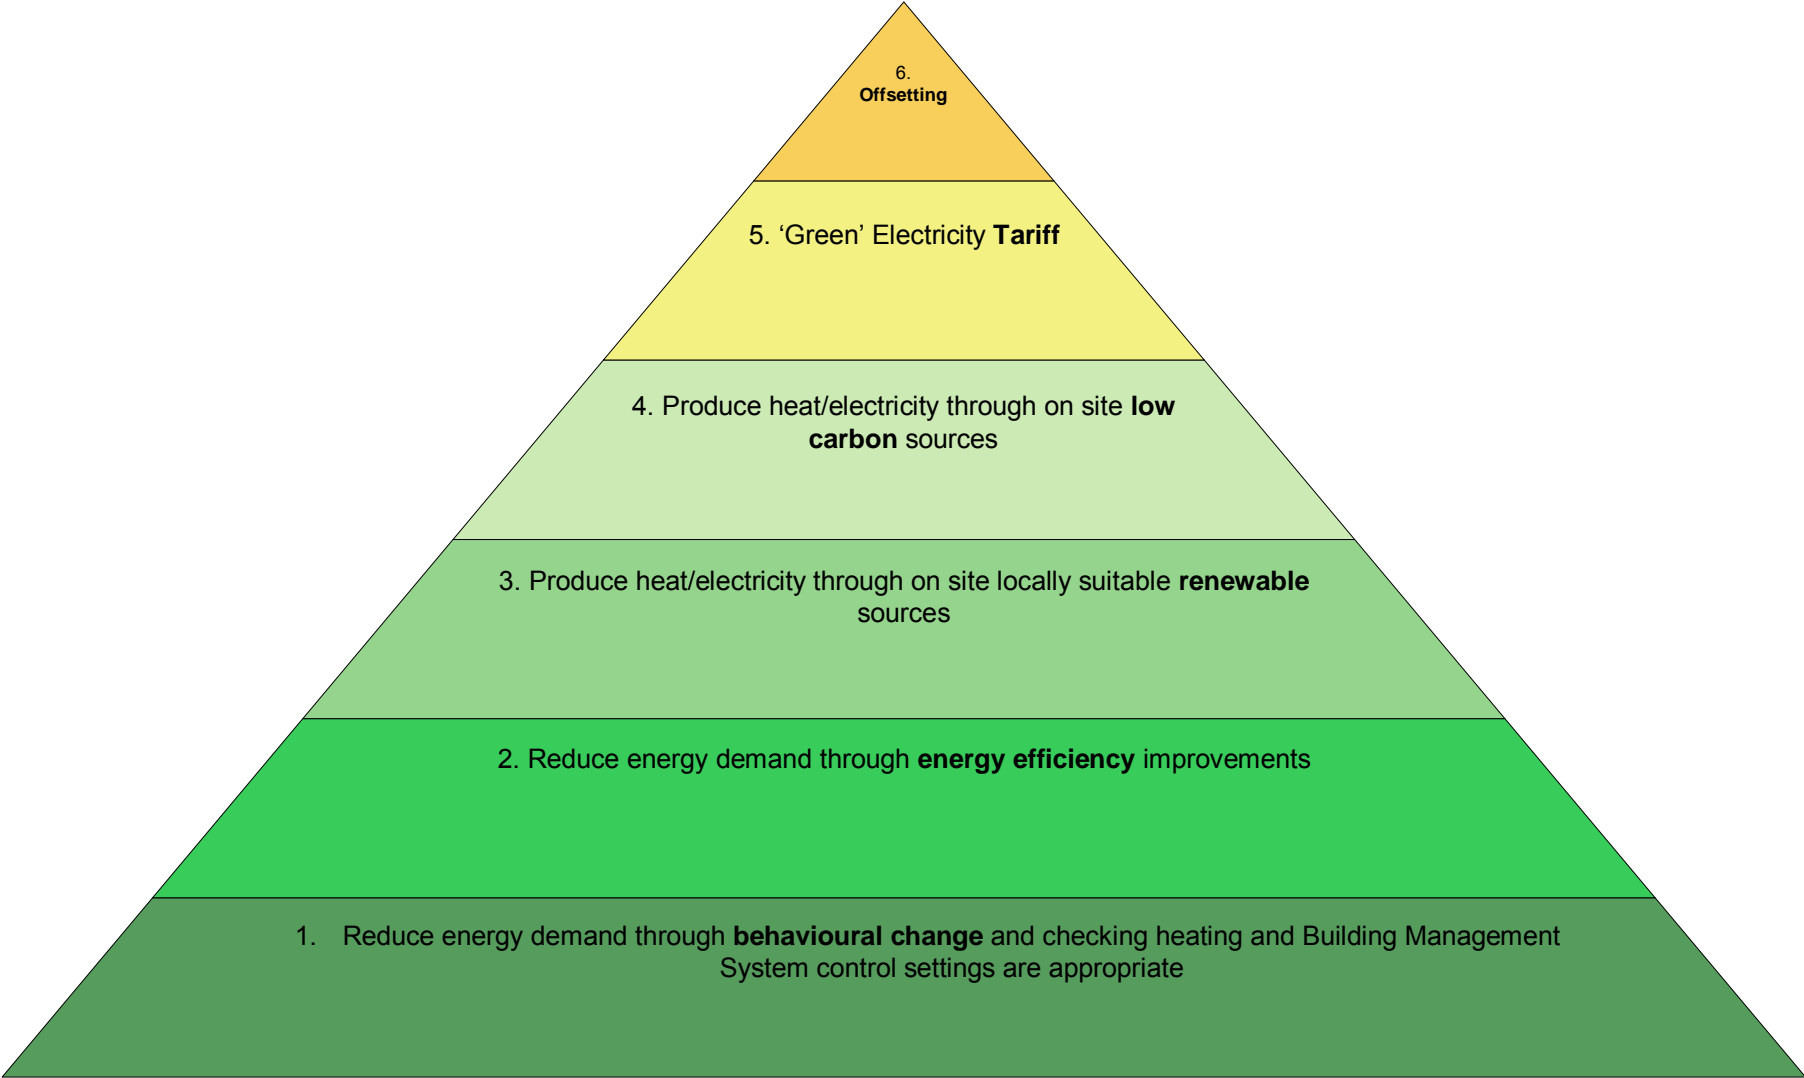 6.
Offsetting
5. ‘Green’ Electricity Tariff
4. Produce heat/electricity through on site low
carbon sources
3. Produce heat/electricity through on site locally suitable renewable
sources
2. Reduce energy demand through energy efficiency improvements
1. Reduce energy demand through behavioural change and checking heating and Building Management
System control settings are appropriate